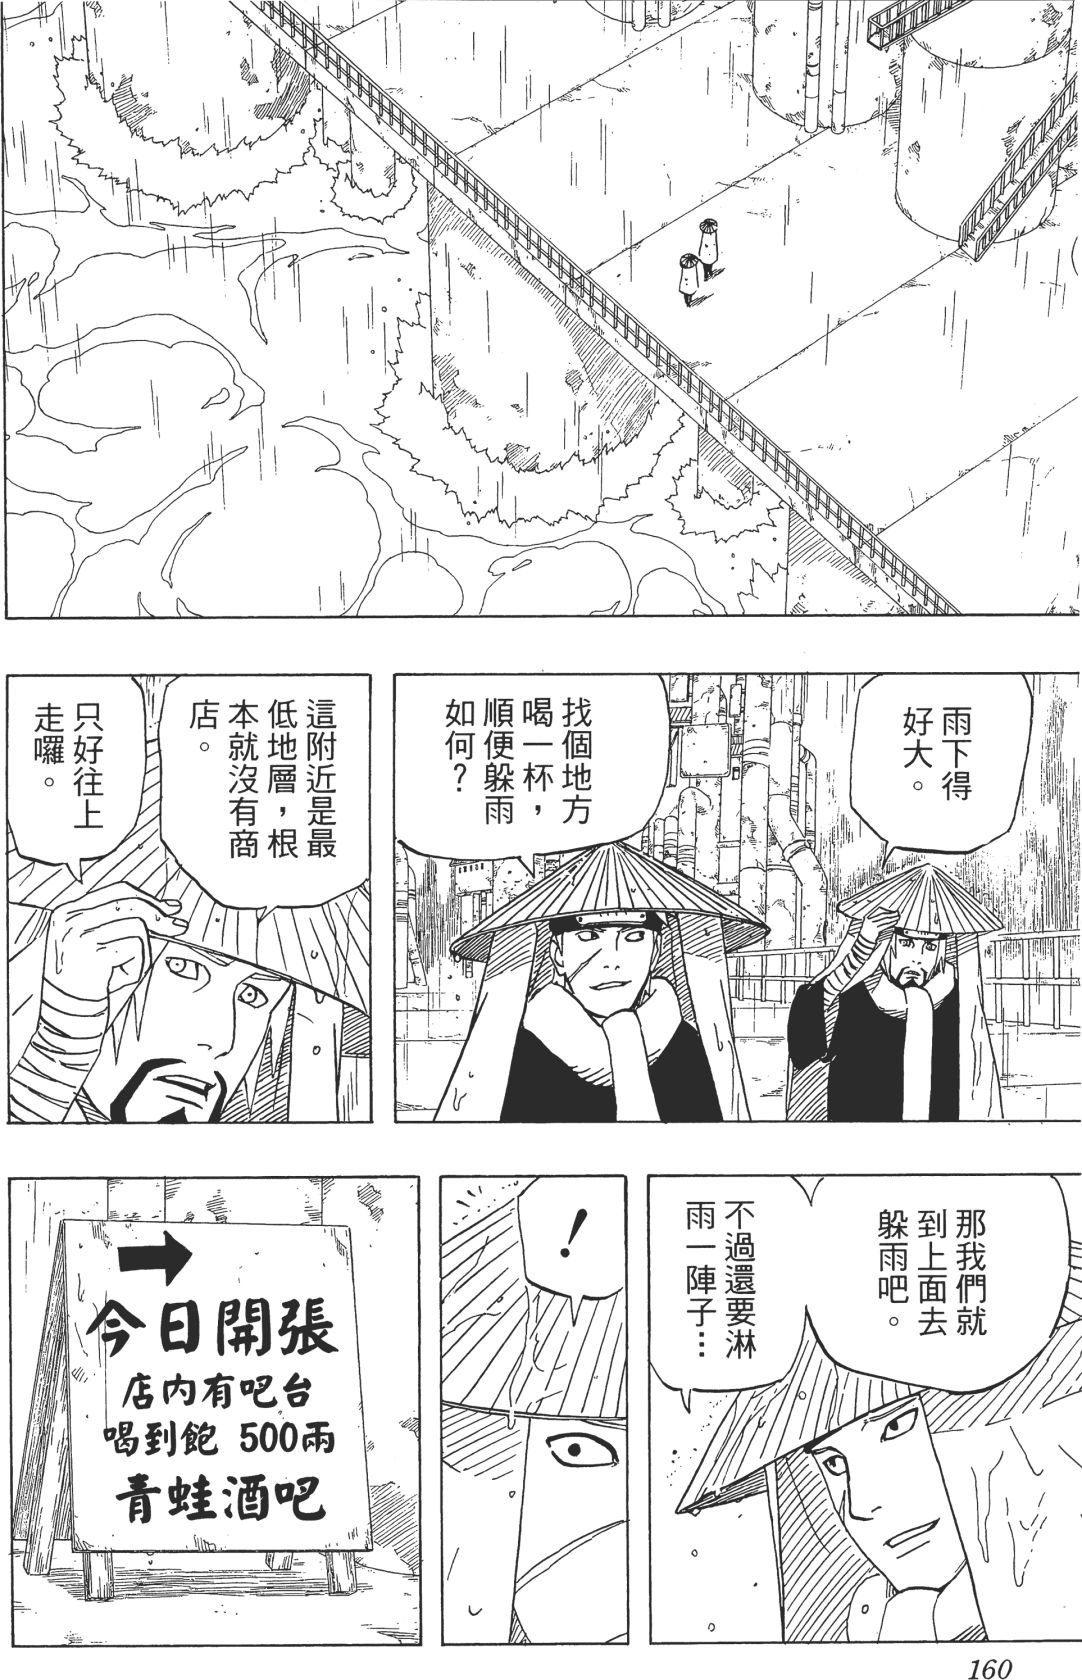 雨下得
好大。
找個地方
喝一杯，
順便躲雨
如何？
這附近是最
低地層，根
本就沒有商
店。
只好往上
走囉。
那我們就
到上面去
躲雨吧。
不過還要淋
雨一陣子…
！
今日開張
店內有吧台
喝到飽 500兩
青蛙酒吧
160